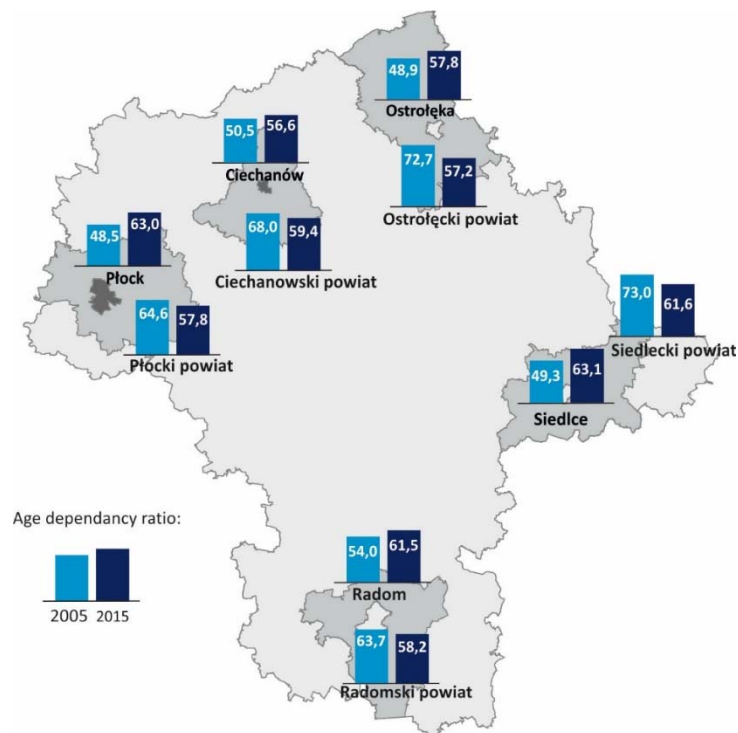 48,9 57,8
Ostrołęka
50,5 56,6
Ciechanów
72,7 57,2
Ostrołęcki powiat
48,5 63,0
Płock
68,0 59,4
Ciechanowski powiat
64,6 57,8
Płocki powiat
73,0 61,6
Siedlecki powiat
49,3 63,1
Siedlce
Age dependancy ratio:
2005 2015
54,0 61,5
Radom
63,7 58,2
Radomski powiat